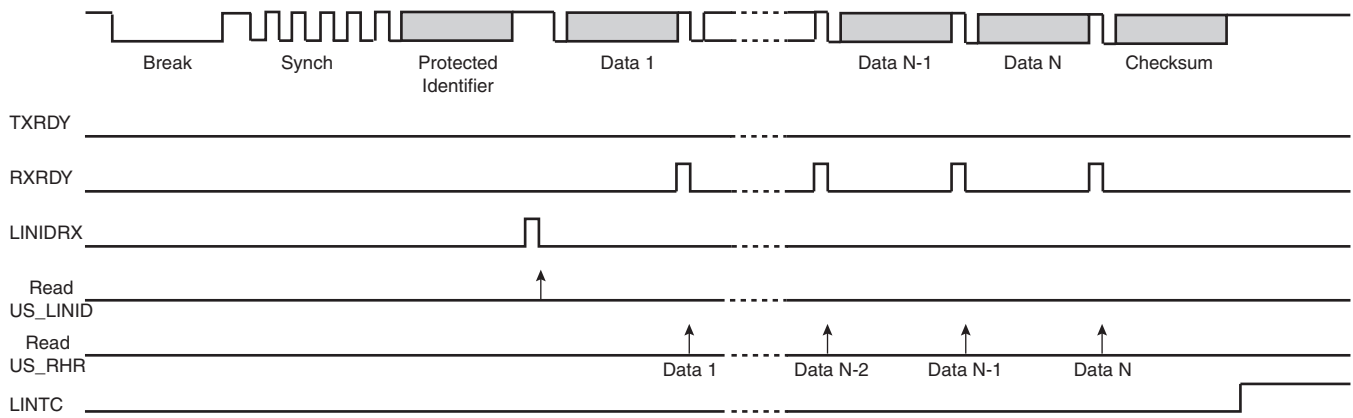 Break Synch Protected Identifier Data 1 Data N-1 Data N Checksum
TXRDY
RXRDY
LINIDRX
Read
US_LINID
Read
US_RHR
Data 1 Data N-2 Data N-1 Data N
LINTC